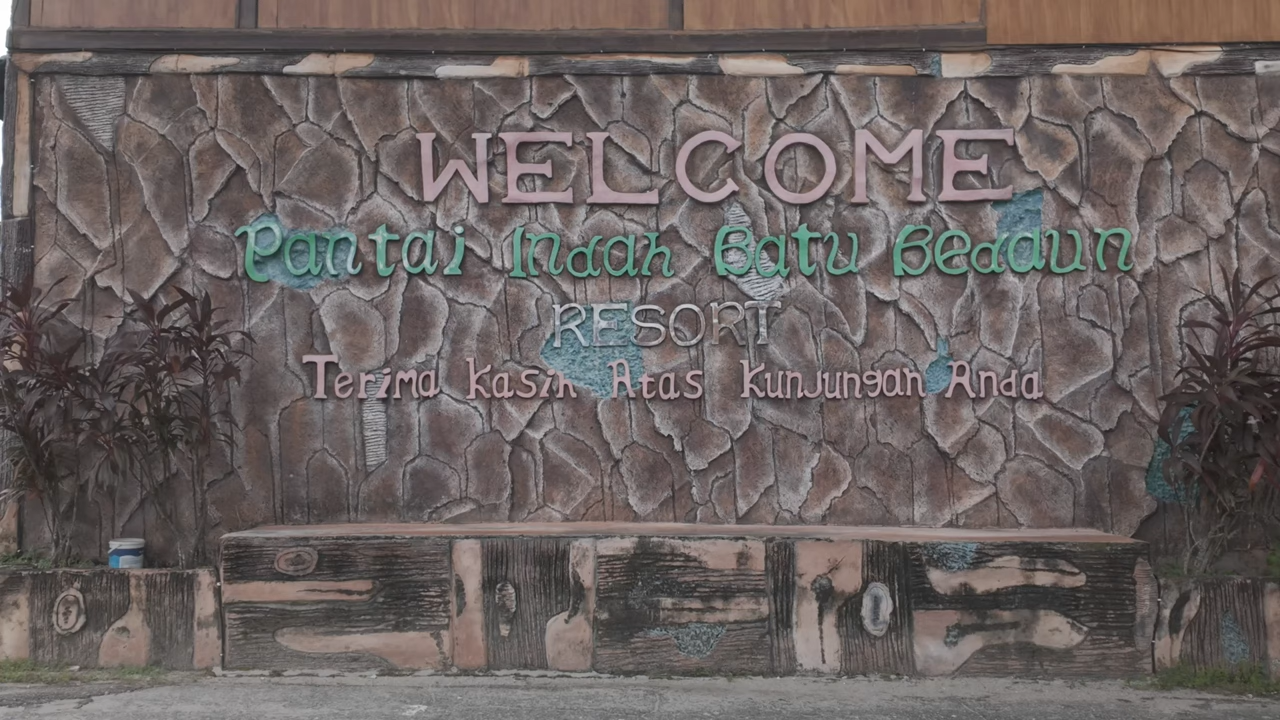 WELCOME
Pantai Indah Batu Bedaun
RESORT
Terima Kasih Atas Kunjungan Anda